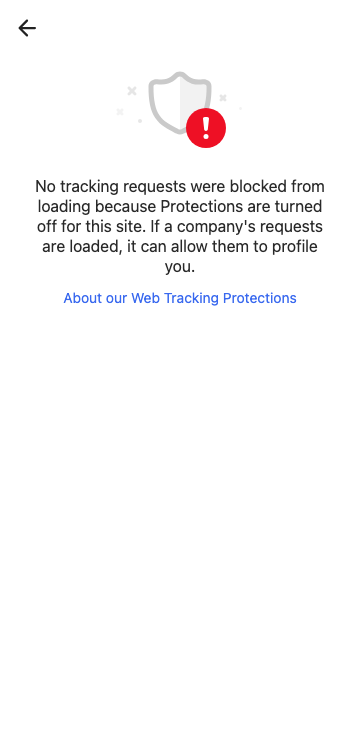 No tracking requests were blocked from
loading because Protections are turned
off for this site. If a company's requests
are loaded, it can allow them to profile
you.
About our Web Tracking Protections